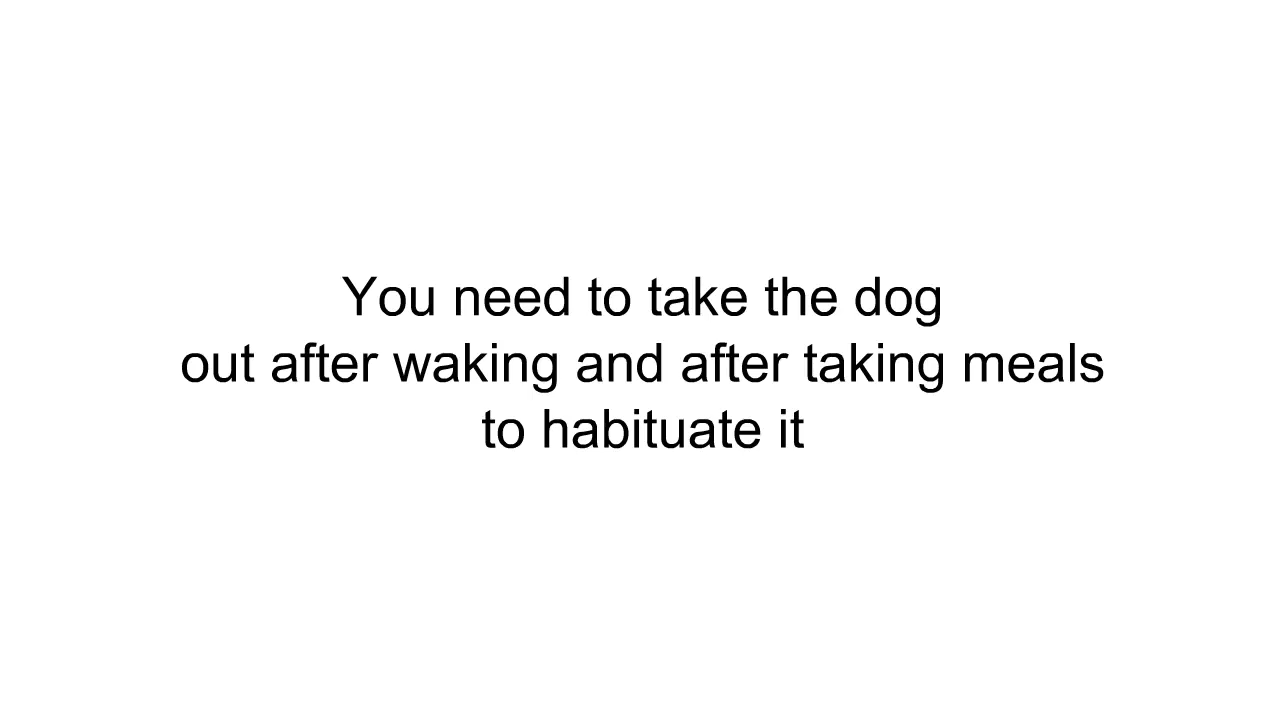 You need to take the dog
out after waking and after taking meals
to habituate it